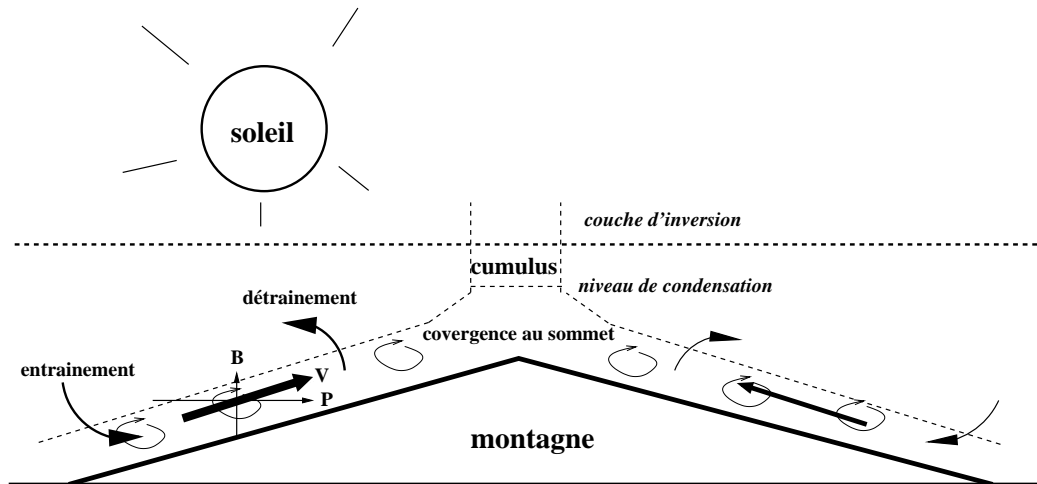 soleil
couche d'inversion
cumulus
niveau de condensation
détrainement
covergence au sommet
entrainement
B
V
P
montagne